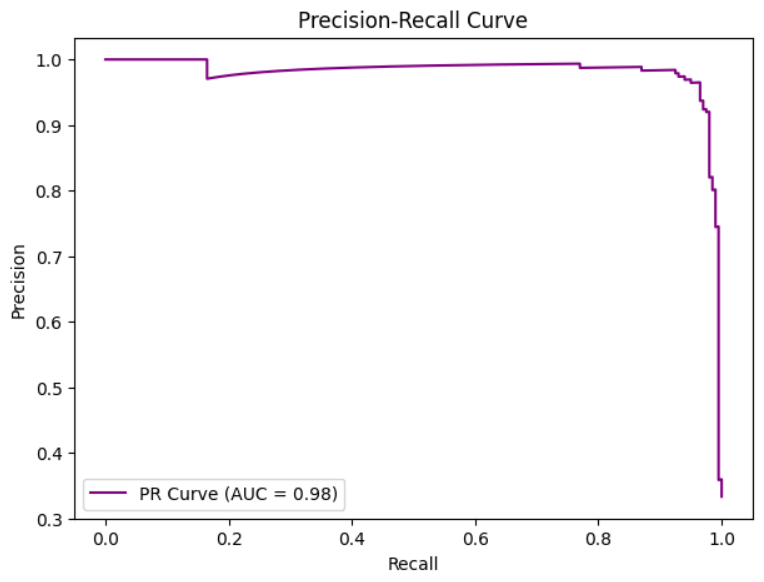 Precision-Recall Curve
Precision
1.0
0.9
0.8
0.7
0.6
0.5
0.4
0.3
PR Curve (AUC = 0.98)
0.0 0.2 0.4 0.6 0.8 1.0
Recall